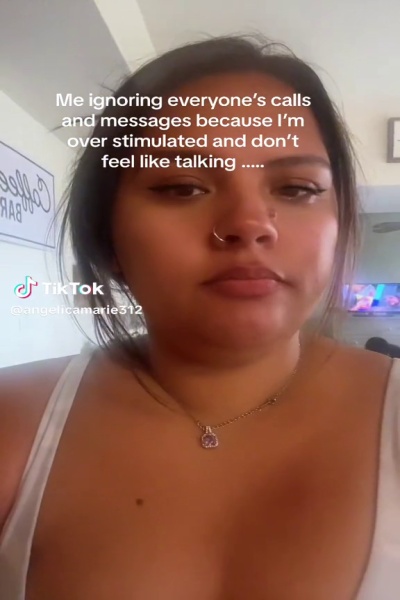 Me ignoring everyone's calls
and messages because I'm
over stimulated and don't
feel like talking .....
Coffee
BAR
TikTok
@angelicamarie312